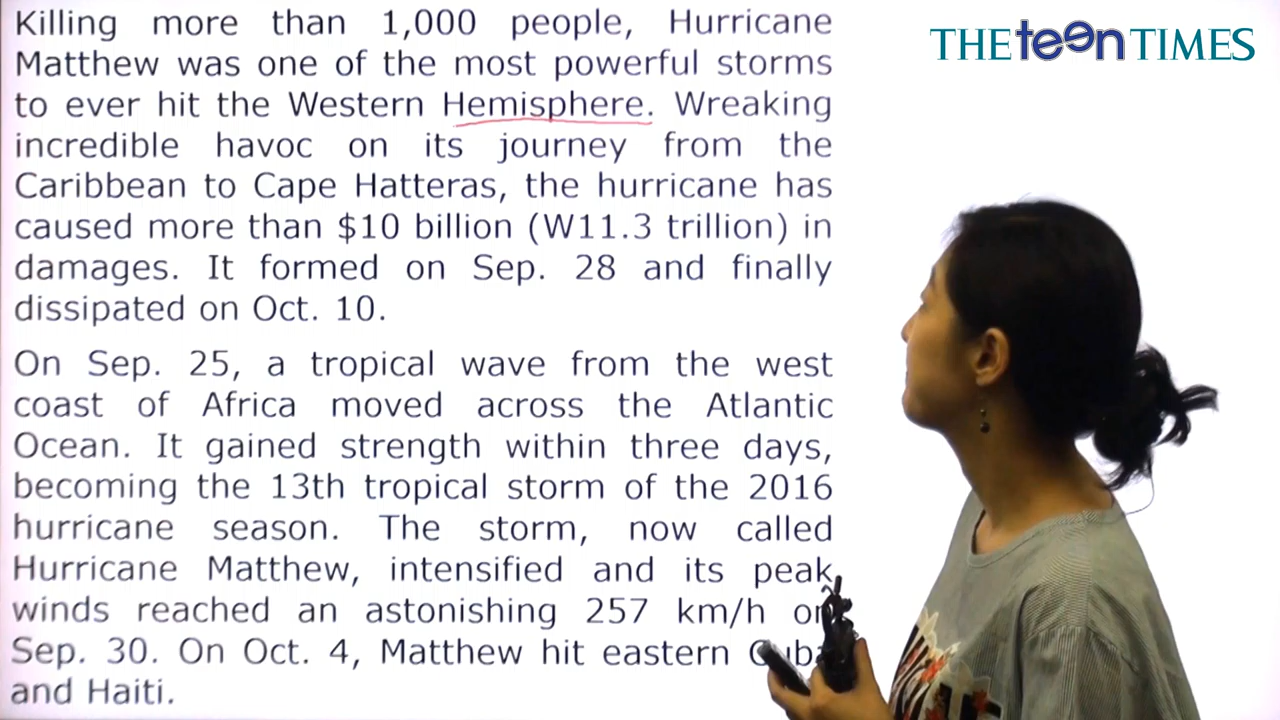 THE teen TIMES
Killing more than 1,000 people, Hurricane
Matthew was one of the most powerful storms
to ever hit the Western Hemisphere. Wreaking
incredible havoc on its journey from the
Caribbean to Cape Hatteras, the hurricane has
caused more than $10 billion (W11.3 trillion) in
damages. It formed on Sep. 28 and finally
dissipated on Oct. 10.
On Sep. 25, a tropical wave from the west
coast of Africa moved across the Atlantic
Ocean. It gained strength within three days,
becoming the 13th tropical storm of the 2016
hurricane season. The storm, now called
Hurricane Matthew, intensified and its peak
winds reached an astonishing 257 km/h on
Sep. 30. On Oct. 4, Matthew hit eastern Cuba
and Haiti.